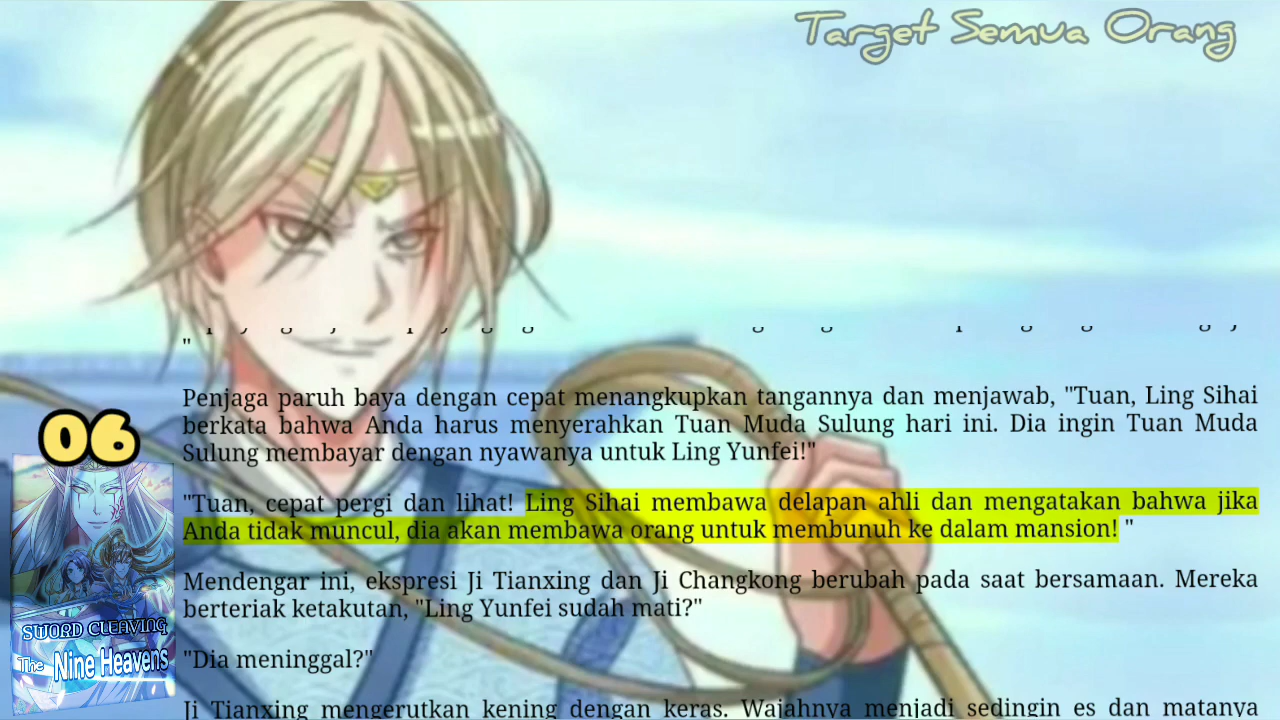 Target Semua Orang
"
Penjaga paruh baya dengan cepat menangkupkan tangannya dan menjawab, "Tuan, Ling Sihai
berkata bahwa Anda harus menyerahkan Tuan Muda Sulung hari ini. Dia ingin Tuan Muda
Sulung membayar dengan nyawanya untuk Ling Yunfei!"
"Tuan, cepat pergi dan lihat! Ling Sihai membawa delapan ahli dan mengatakan bahwa jika
Anda tidak muncul, dia akan membawa orang untuk membunuh ke dalam mansion! "
Mendengar ini, ekspresi Ji Tianxing dan Ji Changkong berubah pada saat bersamaan. Mereka
berteriak ketakutan, "Ling Yunfei sudah mati?"
"Dia meninggal?"
Ji Tianxing mengerutkan kening dengan keras. Wajahnya menjadi sedingin es dan matanya
06
SWORD CLEAVING
The Nine Heavens